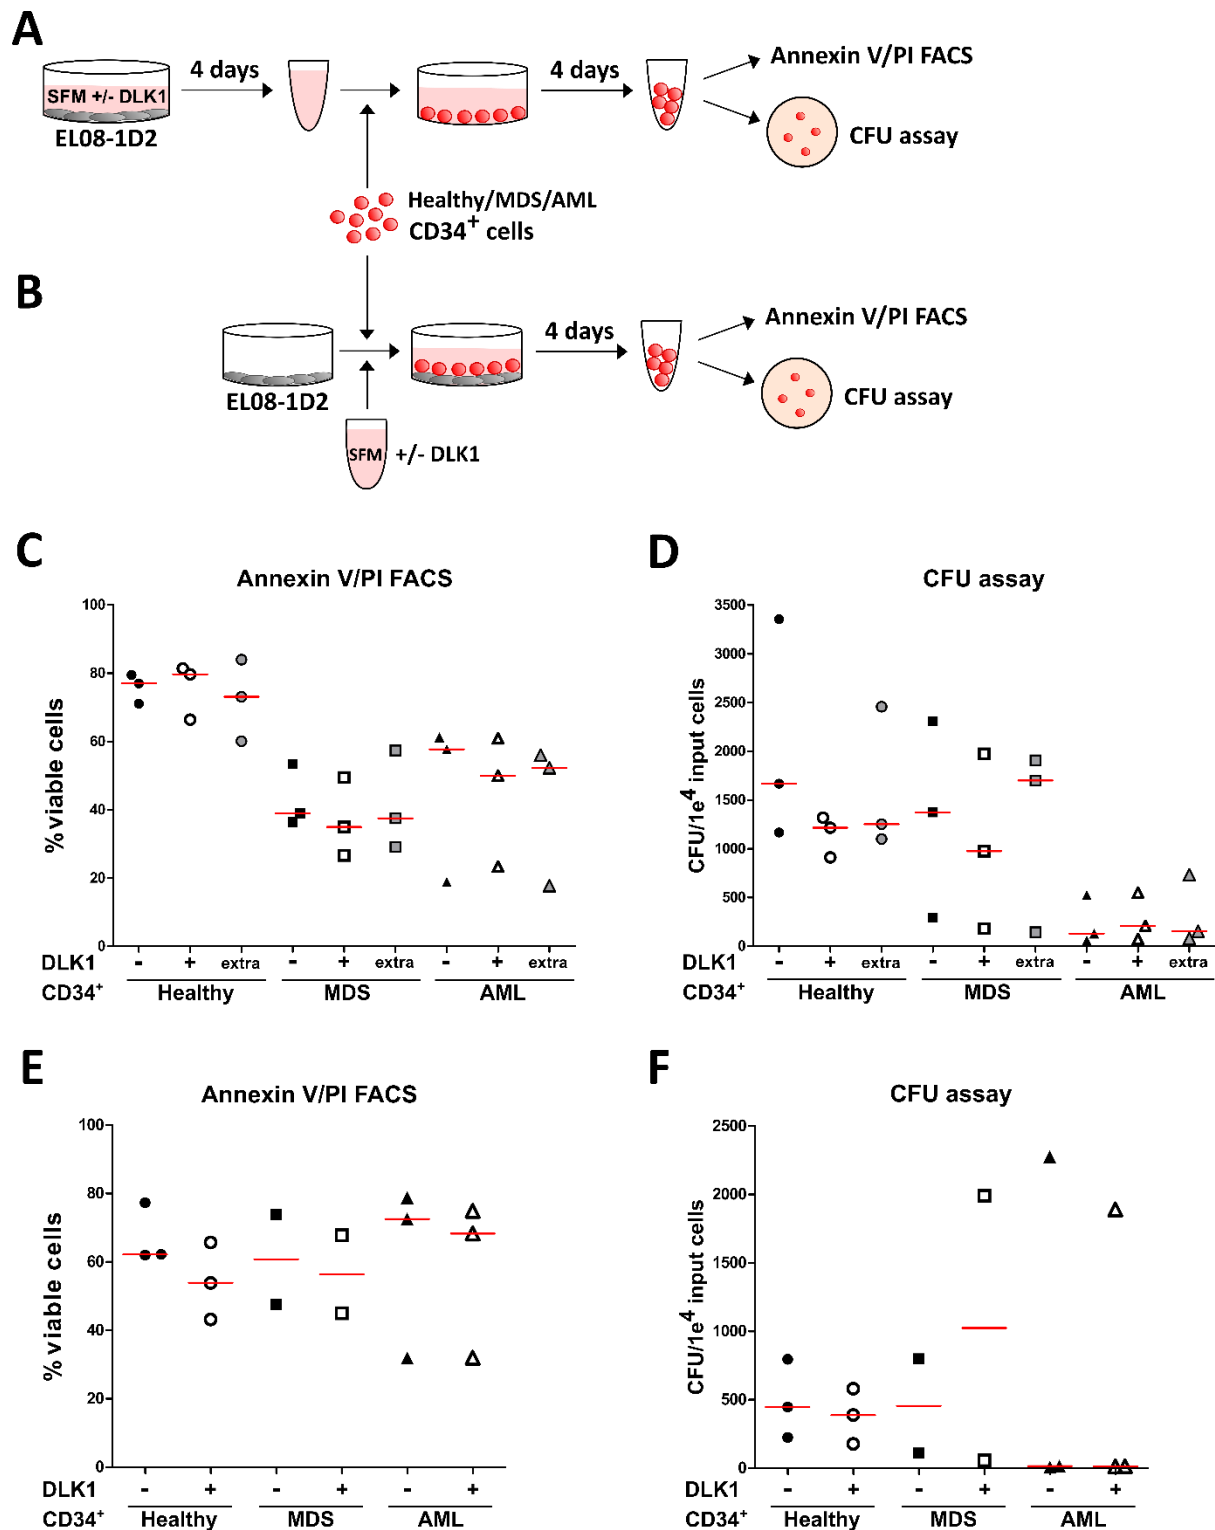 A
4 days
4 days
Annexin V/PI FACS
SFM +/- DLK1
EL08-1D2
CFU assay
Healthy/MDS/AML
CD34⁺ cells
B
4 days
Annexin V/PI FACS
EL08-1D2
CFU assay
SFM +/- DLK1
C
Annexin V/PI FACS
% viable cells
100
80
60
40
20
0
DLK1 - + extra - + extra - + extra
CD34⁺ Healthy MDS AML
D
CFU assay
CFU/1e⁴ input cells
3500
3000
2500
2000
1500
1000
500
0
DLK1 - + extra - + extra - + extra
CD34⁺ Healthy MDS AML
E
Annexin V/PI FACS
% viable cells
100
80
60
40
20
0
DLK1 - + - + - +
CD34⁺ Healthy MDS AML
F
CFU assay
CFU/1e⁴ input cells
2500
2000
1500
1000
500
0
DLK1 - + - + - +
CD34⁺ Healthy MDS AML